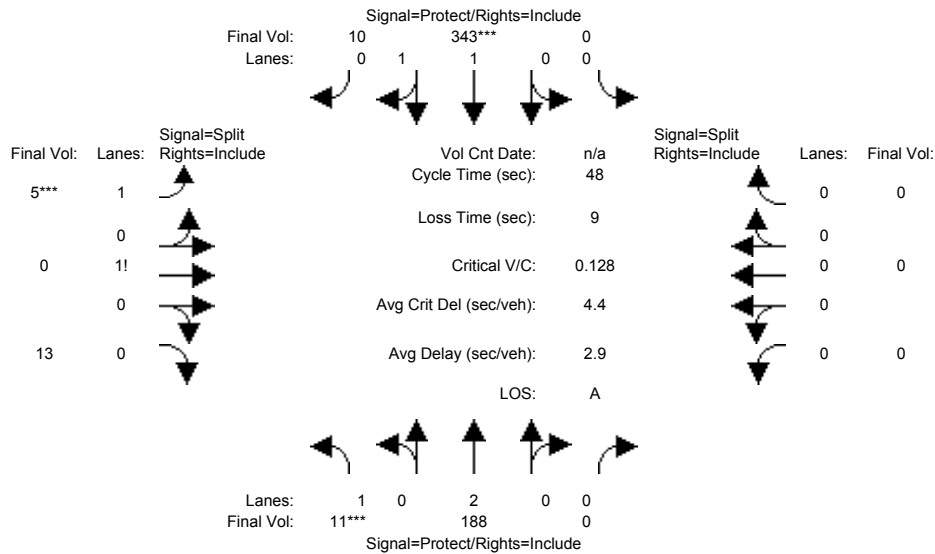 Signal=Protect/Rights=Include
Final Vol: 10 343*** 0
Lanes: 0 1 1 0 0
Signal=Split
Final Vol: Lanes: Rights=Include
Vol Cnt Date: n/a
Signal=Split
Rights=Include Lanes: Final Vol:
Cycle Time (sec): 48
5*** 1
0 0
Loss Time (sec): 9
0
0
0 1!
Critical V/C: 0.128
0 0
0
Avg Crit Del (sec/veh): 4.4
0
13 0
Avg Delay (sec/veh): 2.9
0 0
LOS: A
Lanes: 1 0 2 0 0
Final Vol: 11*** 188 0
Signal=Protect/Rights=Include